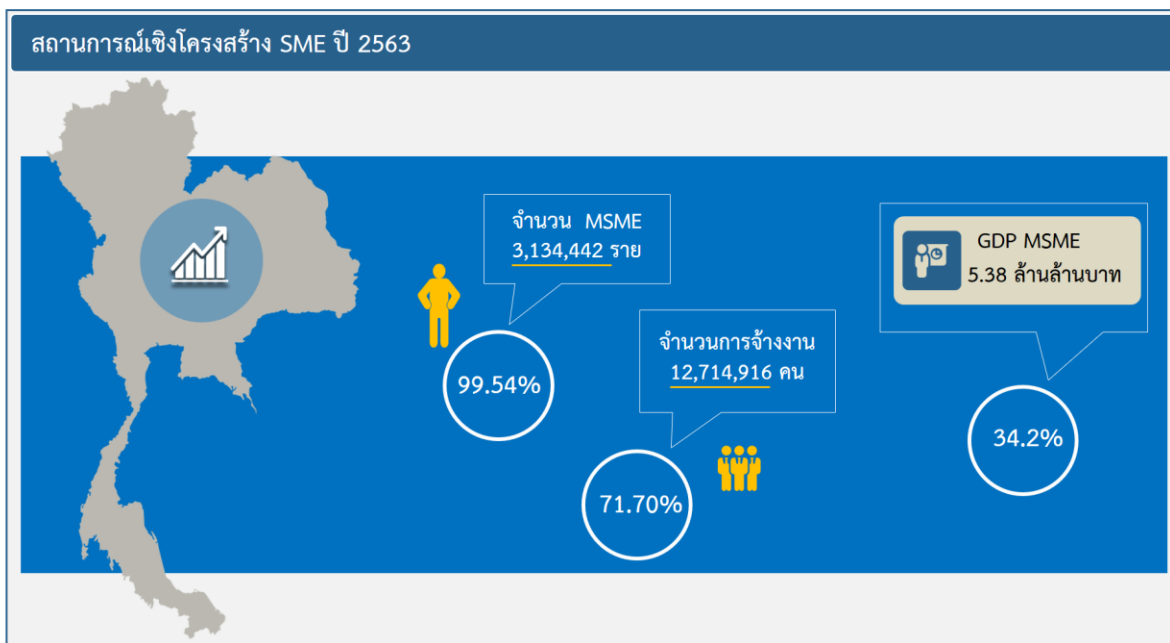 สถานการณ์เชิงโครงสร้าง SME ปี 2563
จำนวน MSME
3,134,442 ราย
99.54%
จำนวนการจ้างงาน
12,714,916 คน
71.70%
GDP MSME
5.38 ล้านล้านบาท
34.2%